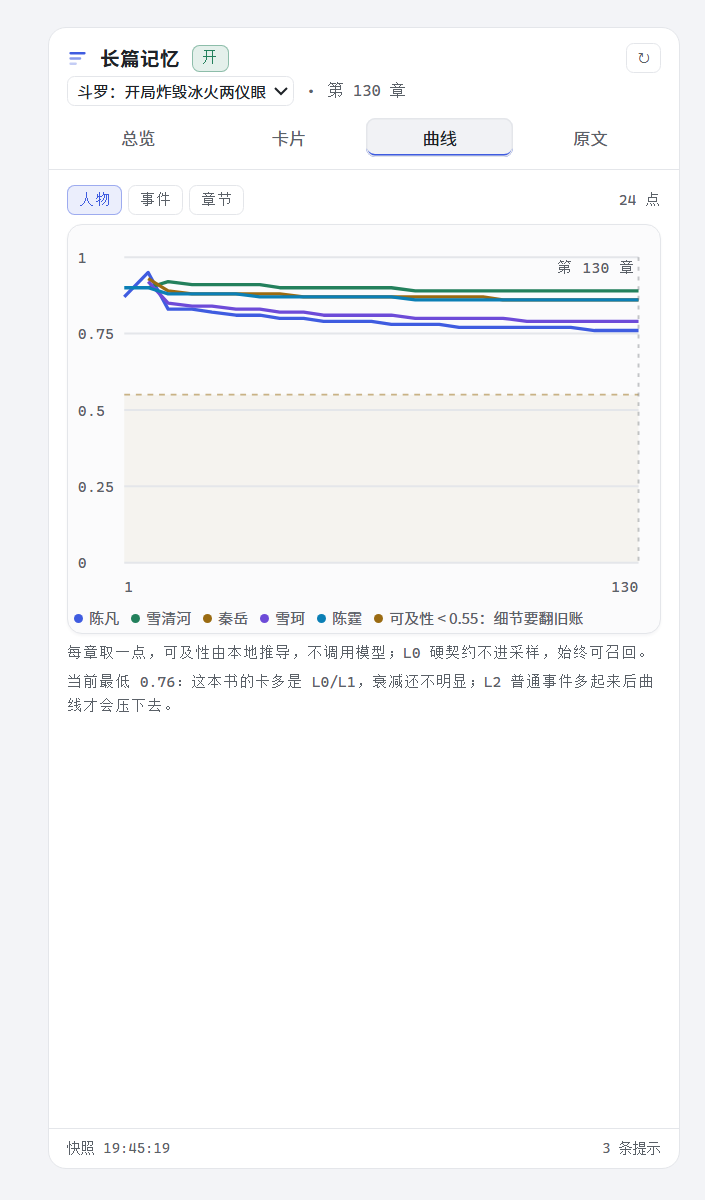 长篇记忆 开 ↻
斗罗：开局炸毁冰火两仪眼 • 第 130 章
总览 卡片 曲线 原文
人物 事件 章节 24 点
第 130 章
1
0.75
0.5
0.25
0
1 130
陈凡 雪清河 秦岳 雪珂 陈霆 可及性 < 0.55：细节要翻旧账
每章取一点，可及性由本地推导，不调用模型；L0 硬契约不进采样，始终可召回。
当前最低 0.76：这本书的卡多是 L0/L1，衰减还不明显；L2 普通事件多起来后曲
线才会压下去。
快照 19:45:19 3 条提示